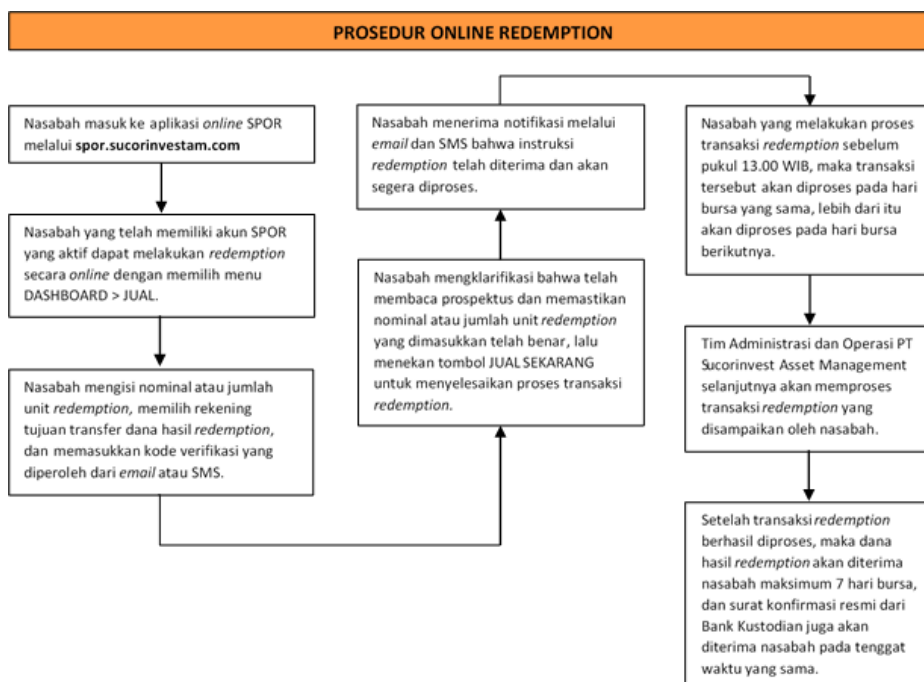 PROSEDUR ONLINE REDEMPTION
Nasabah masuk ke aplikasi online SPOR
melalui spor.sucorinvestam.com
Nasabah yang telah memiliki akun SPOR
yang aktif dapat melakukan redemption
secara online dengan memilih menu
DASHBOARD > JUAL.
Nasabah mengisi nominal atau jumlah
unit redemption, memilih rekening
tujuan transfer dana hasil redemption,
dan memasukkan kode verifikasi yang
diperoleh dari email atau SMS.
Nasabah mengklarifikasi bahwa telah
membaca prospektus dan memastikan
nominal atau jumlah unit redemption
yang dimasukkan telah benar, lalu
menekan tombol JUAL SEKARANG
untuk menyelesaikan proses transaksi
redemption.
Nasabah menerima notifikasi melalui
email dan SMS bahwa instruksi
redemption telah diterima dan akan
segera diproses.
Nasabah yang melakukan proses
transaksi redemption sebelum
pukul 13.00 WIB, maka transaksi
tersebut akan diproses pada hari
bursa yang sama, lebih dari itu
akan diproses pada hari bursa
berikutnya.
Tim Administrasi dan Operasi PT
Sucorinvest Asset Management
selanjutnya akan memproses
transaksi redemption yang
disampaikan oleh nasabah.
Setelah transaksi redemption
berhasil diproses, maka dana
hasil redemption akan diterima
nasabah maksimum 7 hari bursa,
dan surat konfirmasi resmi dari
Bank Kustodian juga akan
diterima nasabah pada tenggat
waktu yang sama.